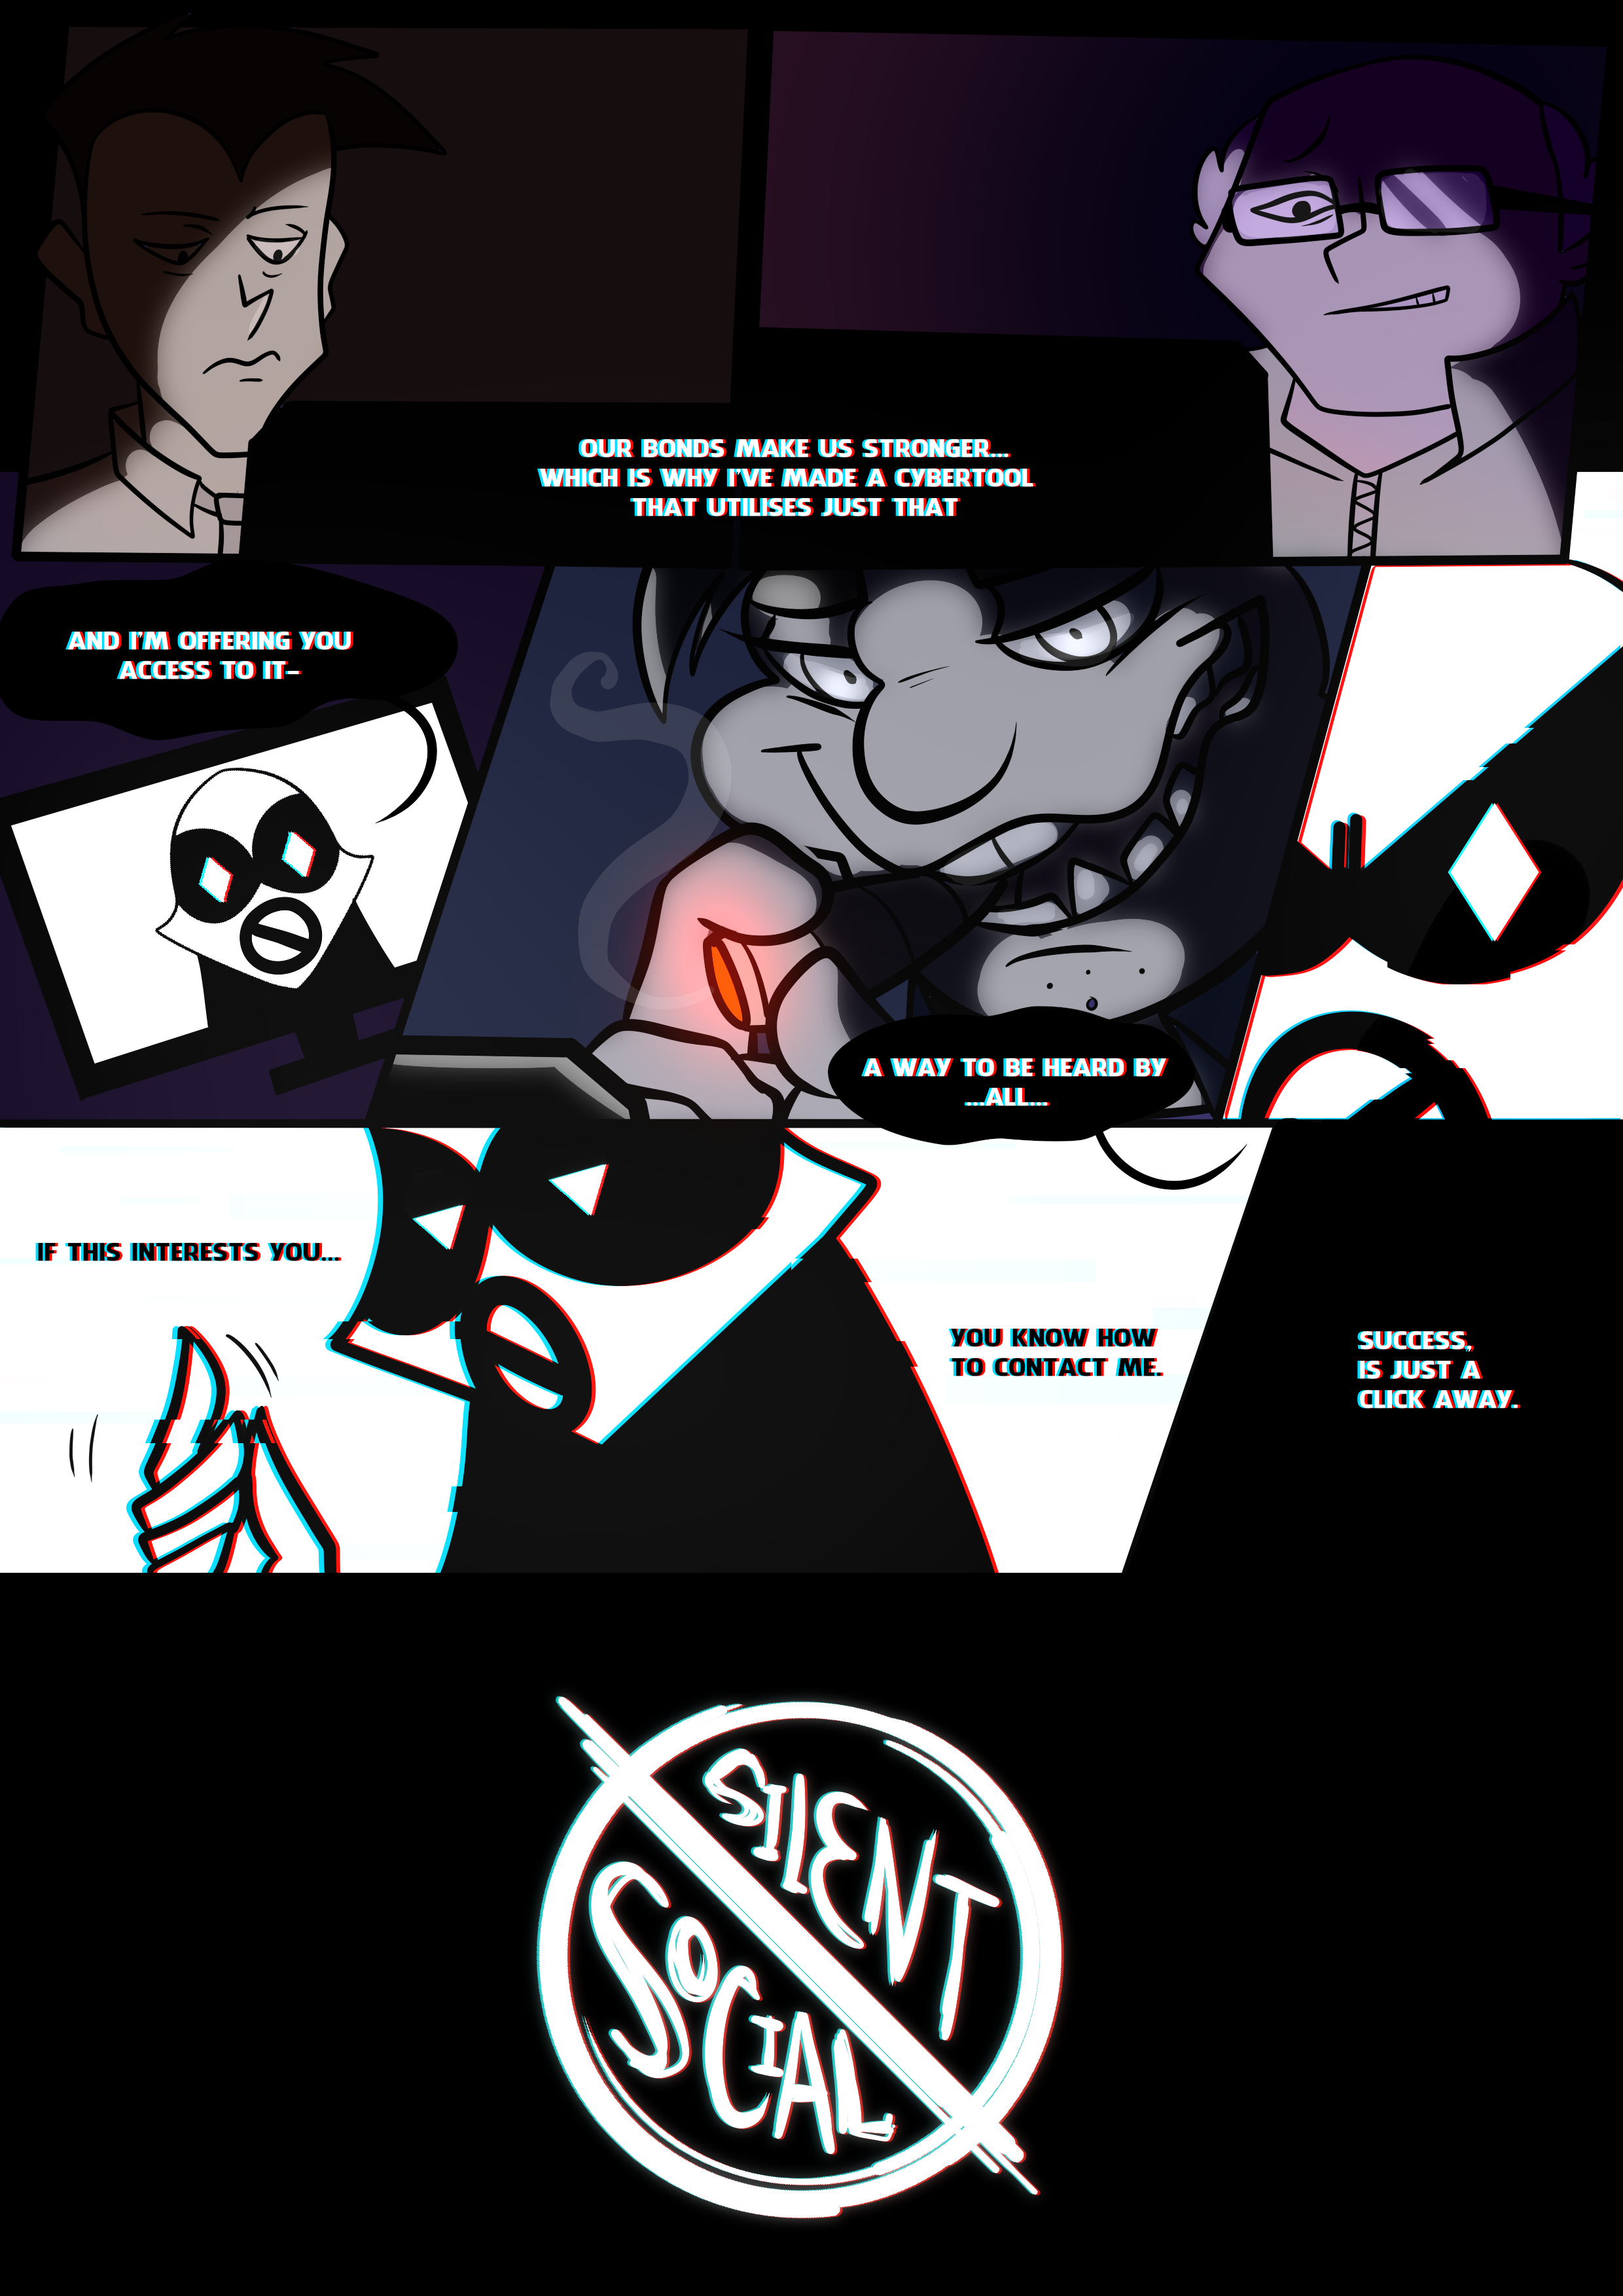 OUR BONDS MAKE US STRONGER...
WHICH IS WHY I'VE MADE A CYBERTOOL
THAT UTILISES JUST THAT
AND I'M OFFERING YOU
ACCESS TO IT–
A WAY TO BE HEARD BY
...ALL...
IF THIS INTERESTS YOU...
YOU KNOW HOW
TO CONTACT ME.
SUCCESS,
IS JUST A
CLICK AWAY.
SILENT
SOCIAL